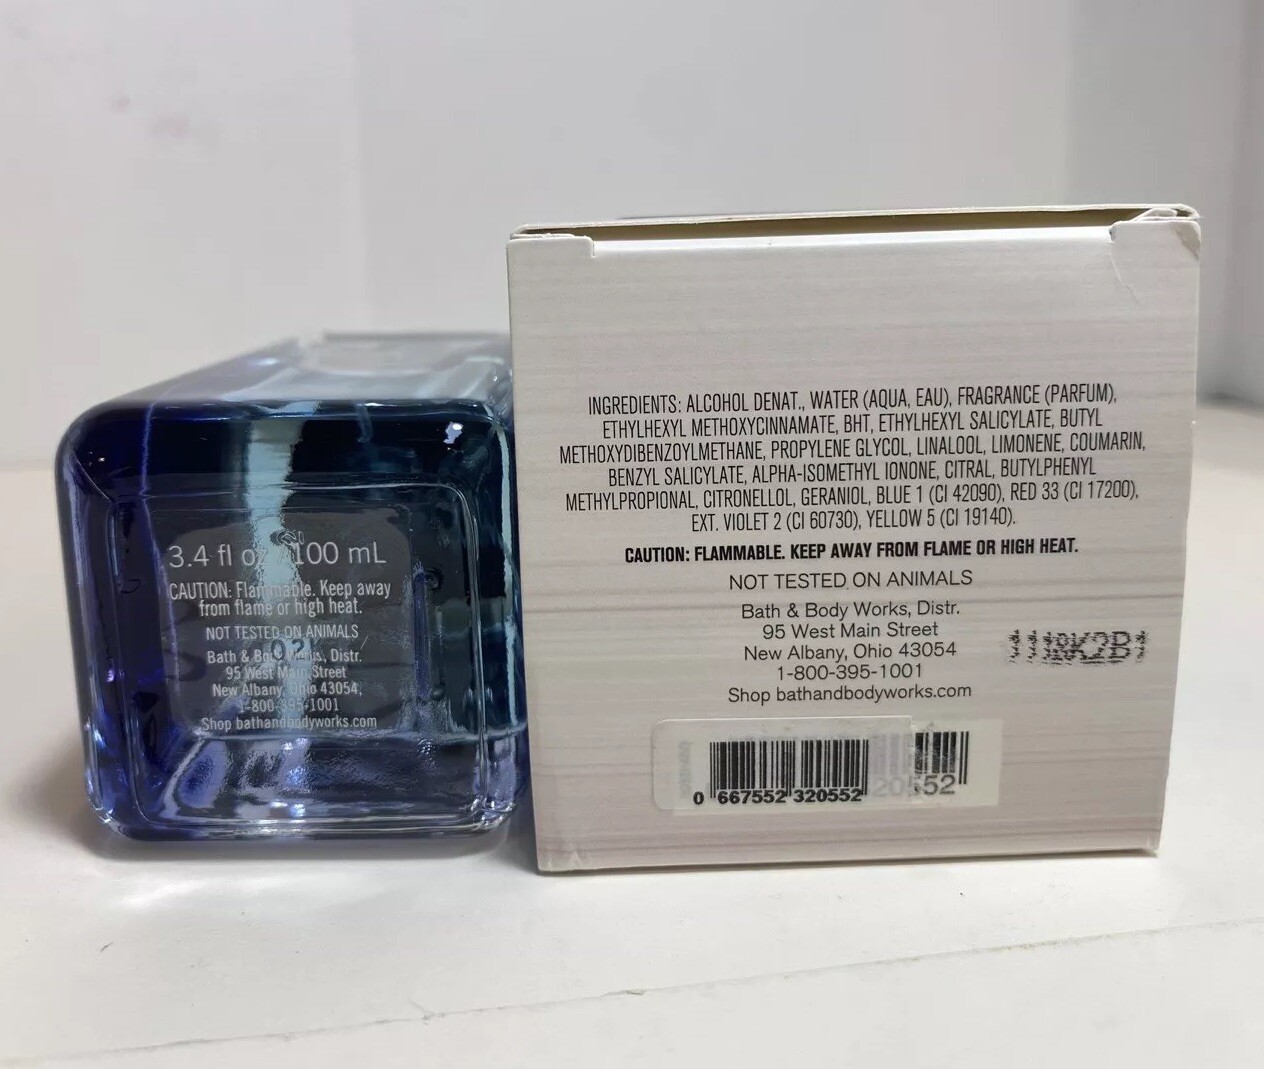 3.4 fl oz 100 mL
CAUTION: Flammable. Keep away
from flame or high heat.
NOT TESTED ON ANIMALS
Bath & Body Works, Distr.
95 West Main Street
New Albany, Ohio 43054,
1-800-395-1001
Shop bathandbodyworks.com
INGREDIENTS: ALCOHOL DENAT., WATER (AQUA, EAU), FRAGRANCE (PARFUM),
ETHYLHEXYL METHOXYCINNAMATE, BHT, ETHYLHEXYL SALICYLATE, BUTYL
METHOXYDIBENZOYLMETHANE, PROPYLENE GLYCOL, LINALOOL, LIMONENE, COUMARIN,
BENZYL SALICYLATE, ALPHA-ISOMETHYL IONONE, CITRAL, BUTYLPHENYL
METHYLPROPIONAL, CITRONELLOL, GERANIOL, BLUE 1 (CI 42090), RED 33 (CI 17200),
EXT. VIOLET 2 (CI 60730), YELLOW 5 (CI 19140).
CAUTION: FLAMMABLE. KEEP AWAY FROM FLAME OR HIGH HEAT.
NOT TESTED ON ANIMALS
Bath & Body Works, Distr.
95 West Main Street
New Albany, Ohio 43054
1-800-395-1001
Shop bathandbodyworks.com
0 667552 320552
20552